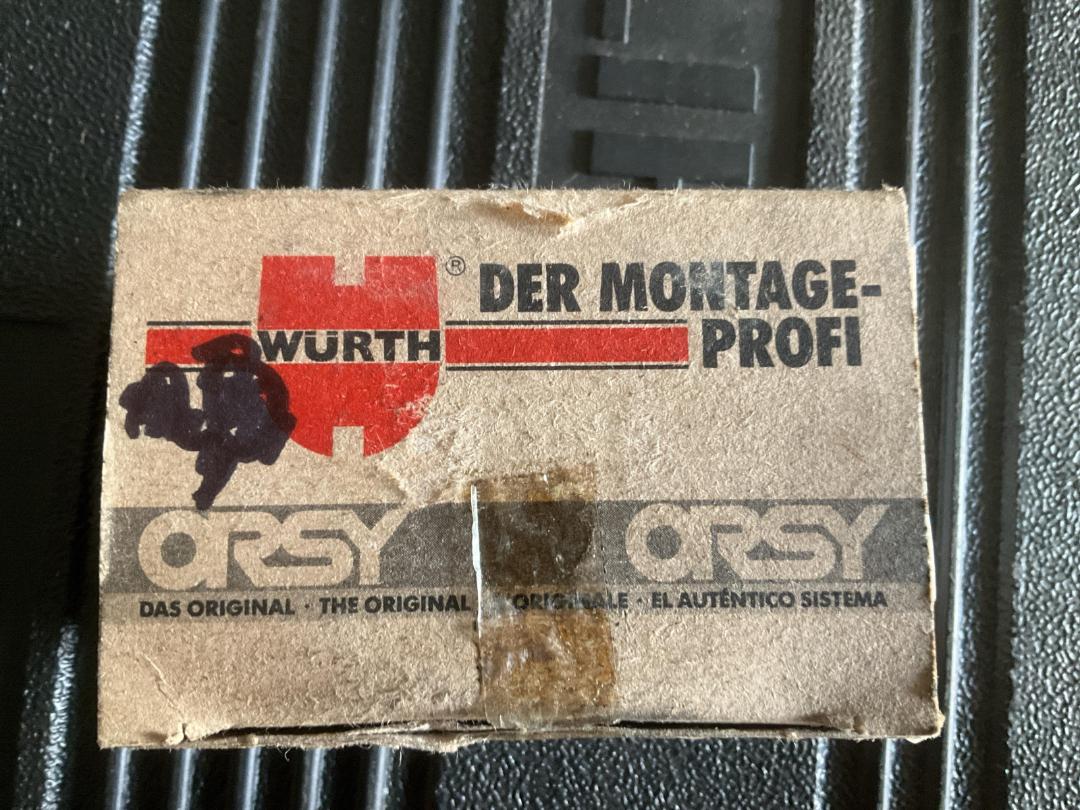 WÜRTH® DER MONTAGE-
PROFI
ORSY ORSY
DAS ORIGINAL · THE ORIGINAL ORIGINALE · EL AUTÉNTICO SISTEMA